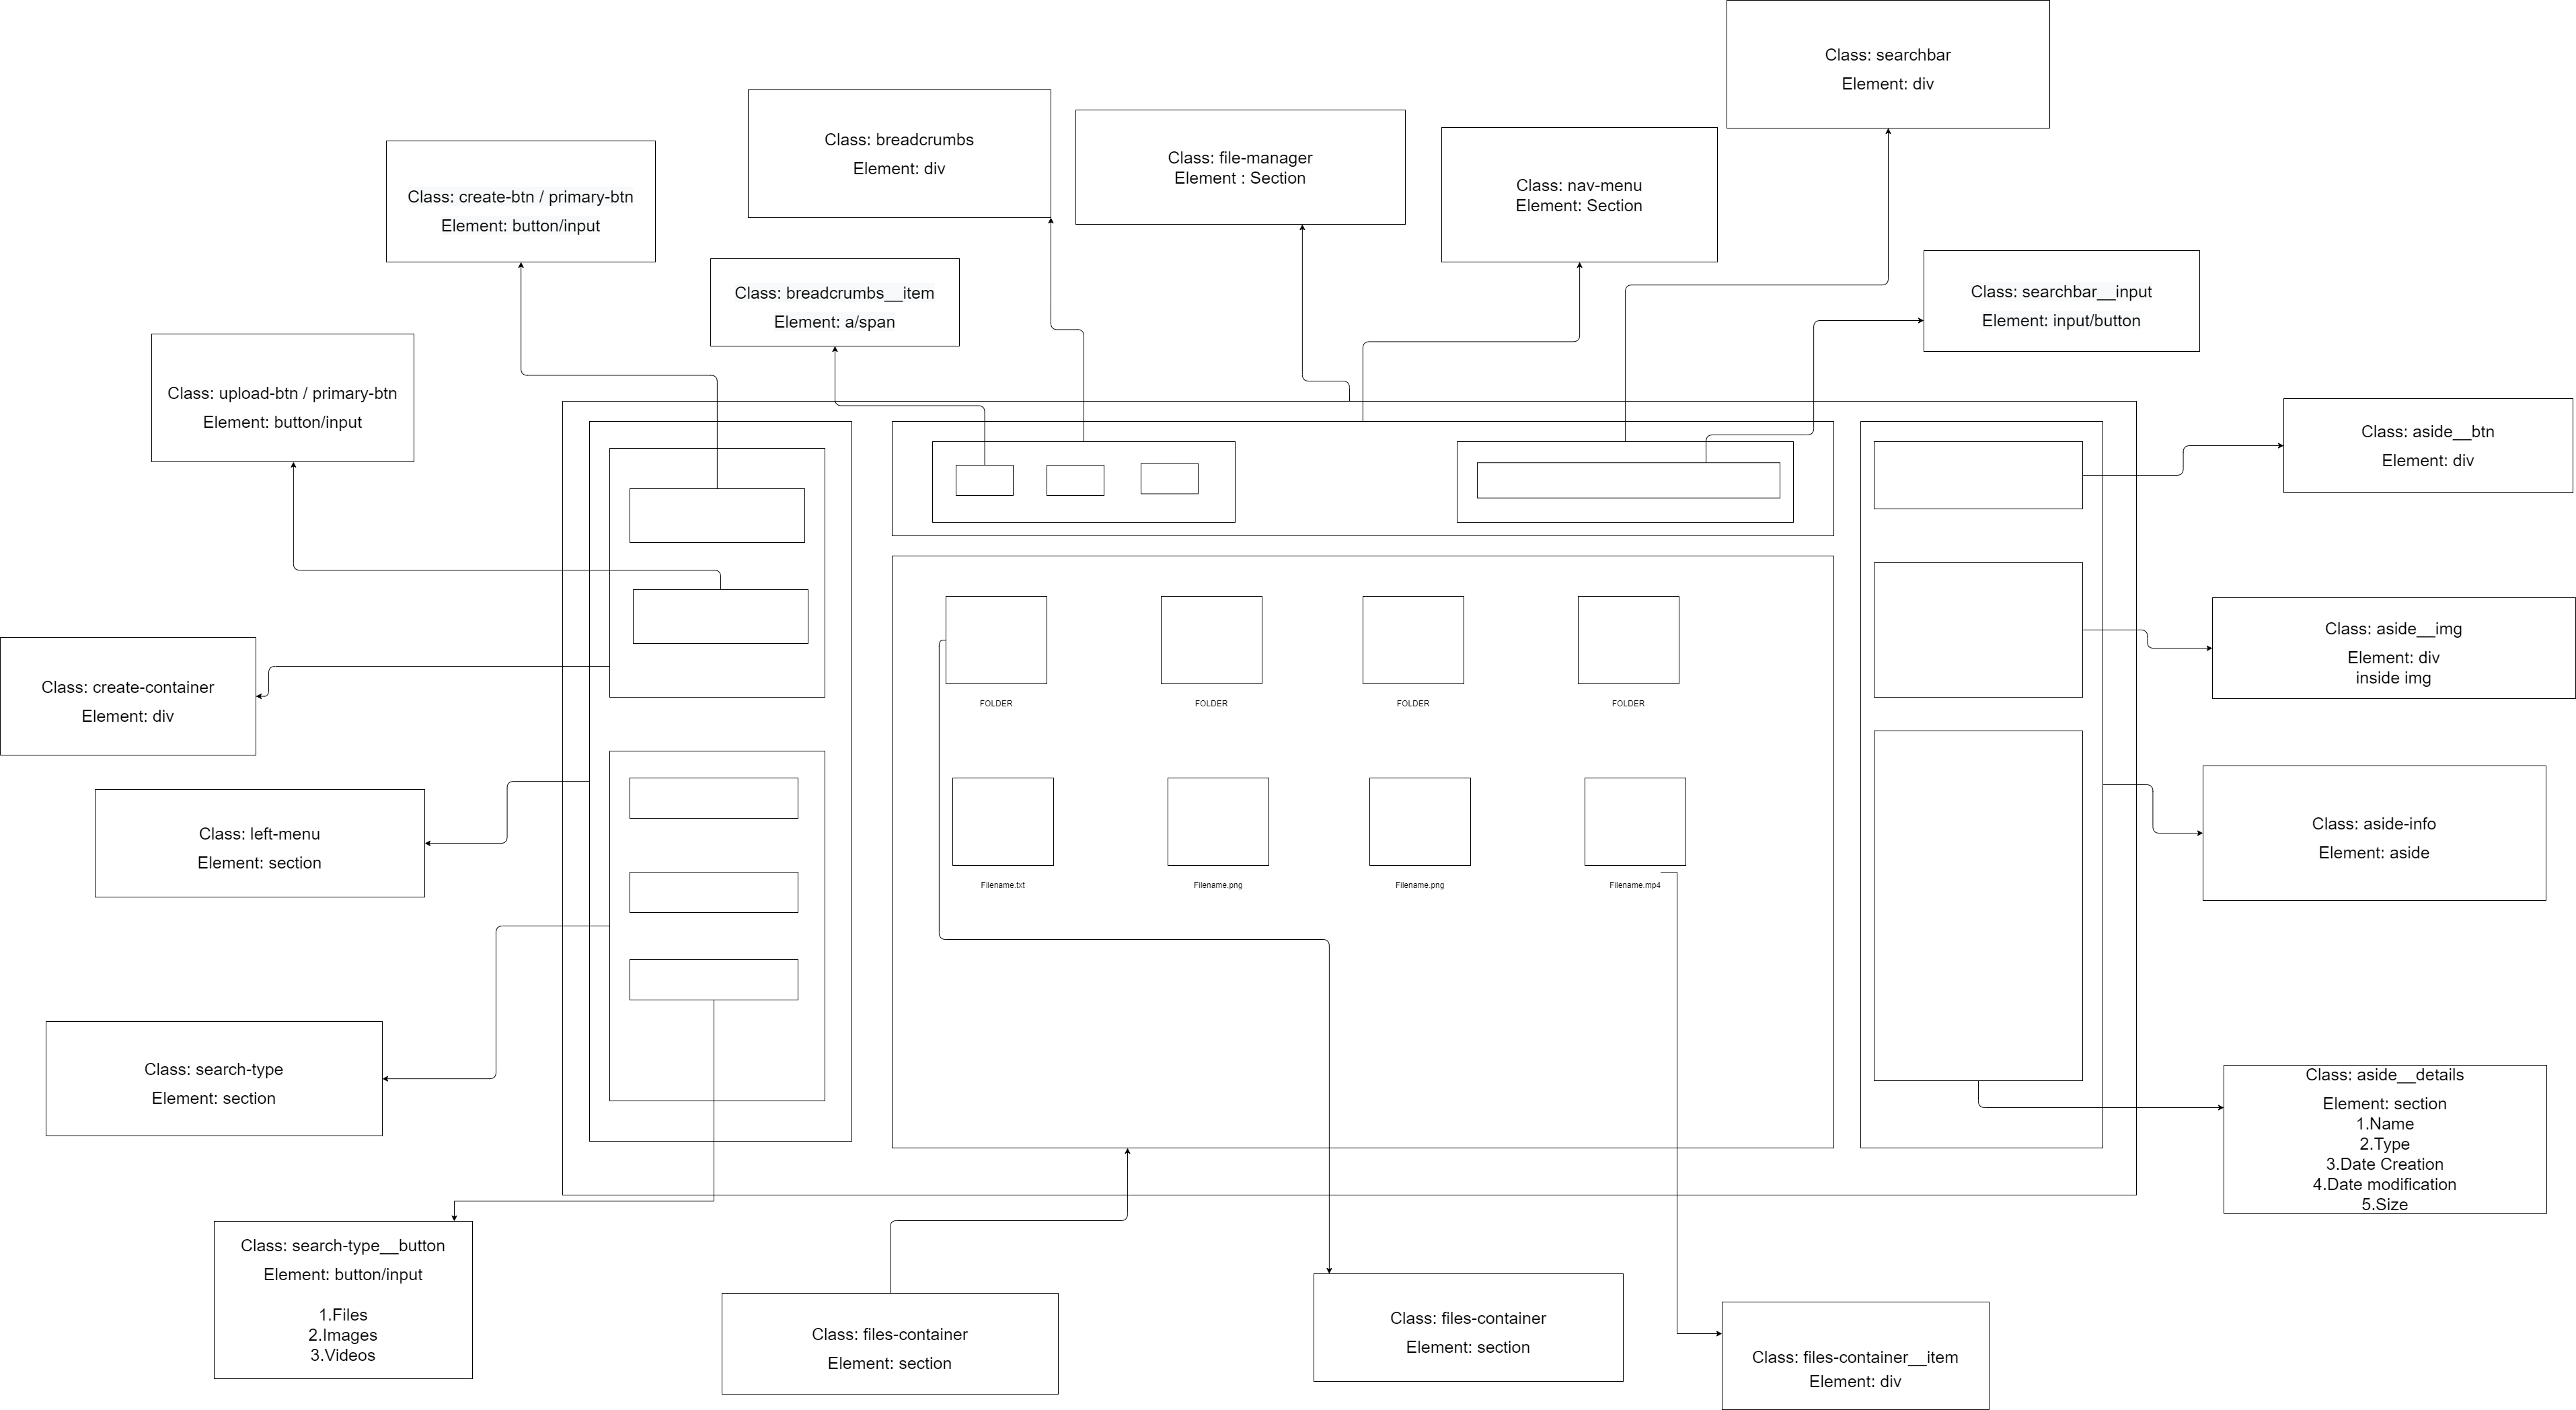 Class: searchbar
Element: div
Class: breadcrumbs
Element: div
Class: file-manager
Element : Section
Class: nav-menu
Element: Section
Class: create-btn / primary-btn
Element: button/input
Class: breadcrumbs__item
Element: a/span
Class: searchbar__input
Element: input/button
Class: upload-btn / primary-btn
Element: button/input
Class: aside__btn
Element: div
Class: create-container
Element: div
FOLDER
FOLDER
FOLDER
FOLDER
Class: aside__img
Element: div
inside img
Class: left-menu
Element: section
Filename.txt
Filename.png
Filename.png
Filename.mp4
Class: aside-info
Element: aside
Class: search-type
Element: section
Class: aside__details
Element: section
1.Name
2.Type
3.Date Creation
4.Date modification
5.Size
Class: search-type__button
Element: button/input
1.Files
2.Images
3.Videos
Class: files-container
Element: section
Class: files-container
Element: section
Class: files-container__item
Element: div